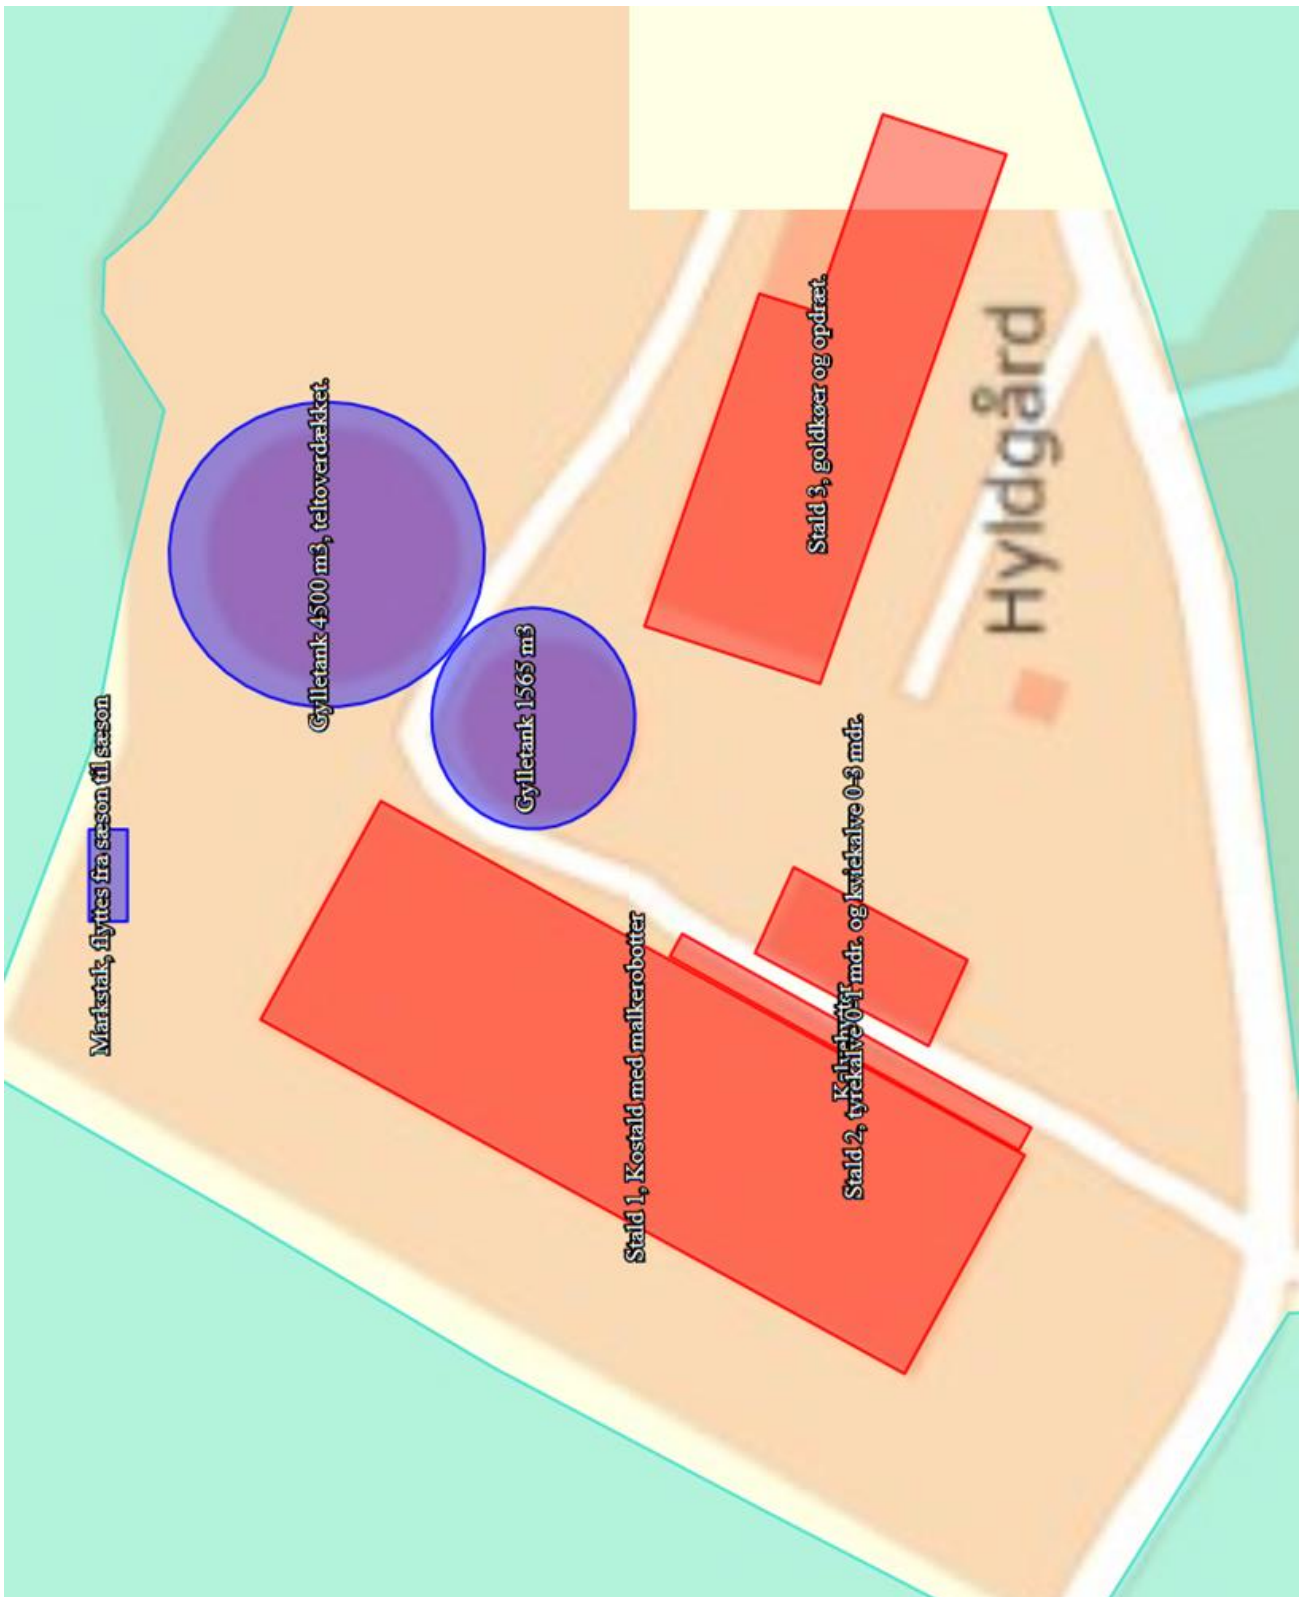 Markstak, flyttes fra sæson til sæson
Gylletank 4500 m3, teltoverdækket.
Gylletank 1565 m3
Stald 1, Kostald med malkerobotter
Stald 3, goldkøer og opdræt.
Kalvehytter
Stald 2, tyrekalve 0-1 mdr. og kviekalve 0-3 mdr.
Hyldgård